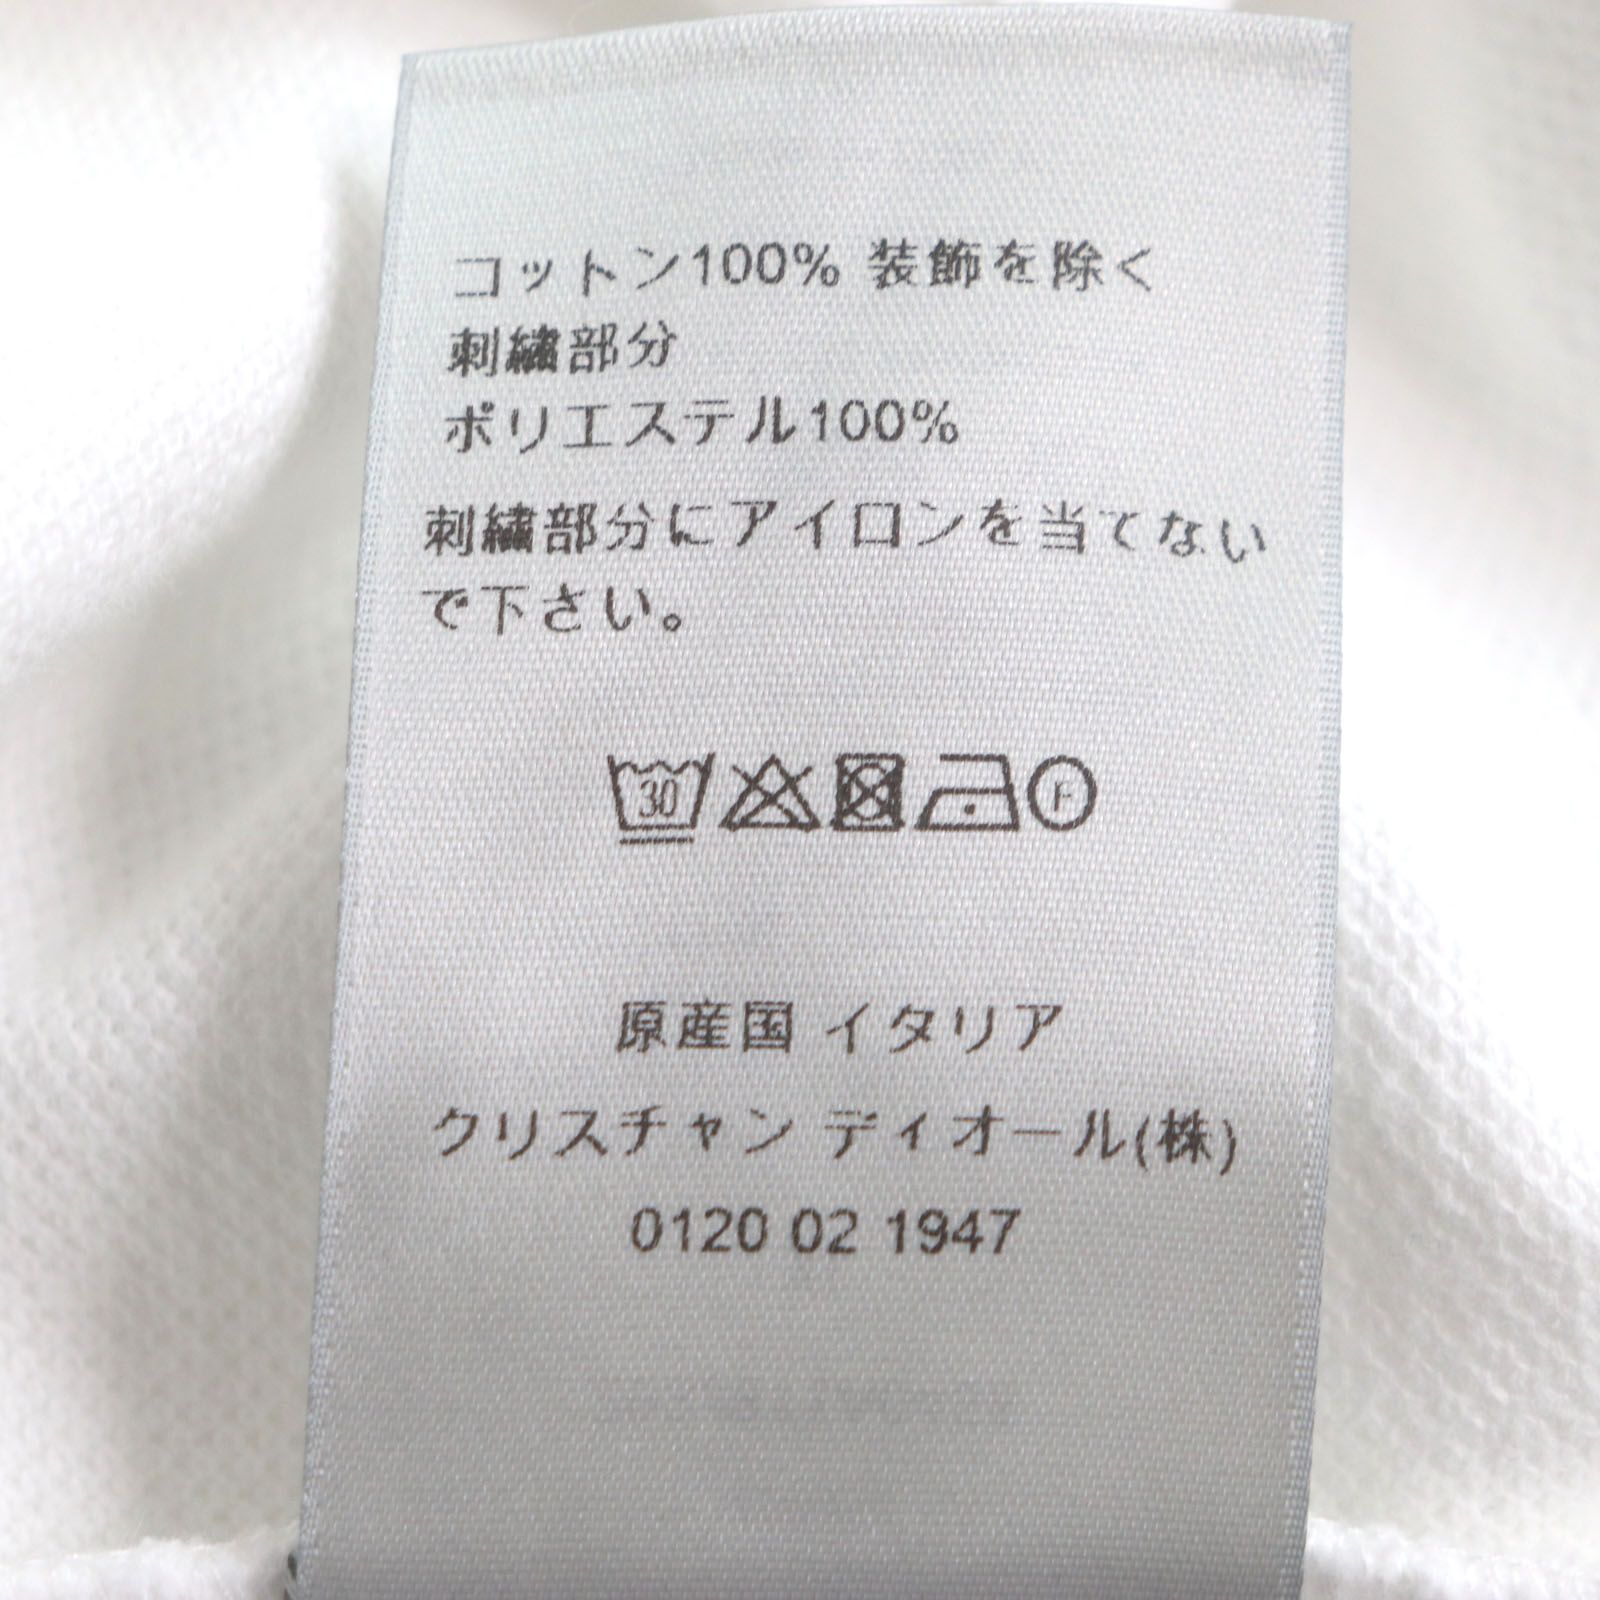 コットン100% 装飾を除く
刺繍部分
ポリエステル100%
刺繍部分にアイロンを当てない
で下さい。
30 F
原産国 イタリア
クリスチャン ディオール(株)
0120 02 1947